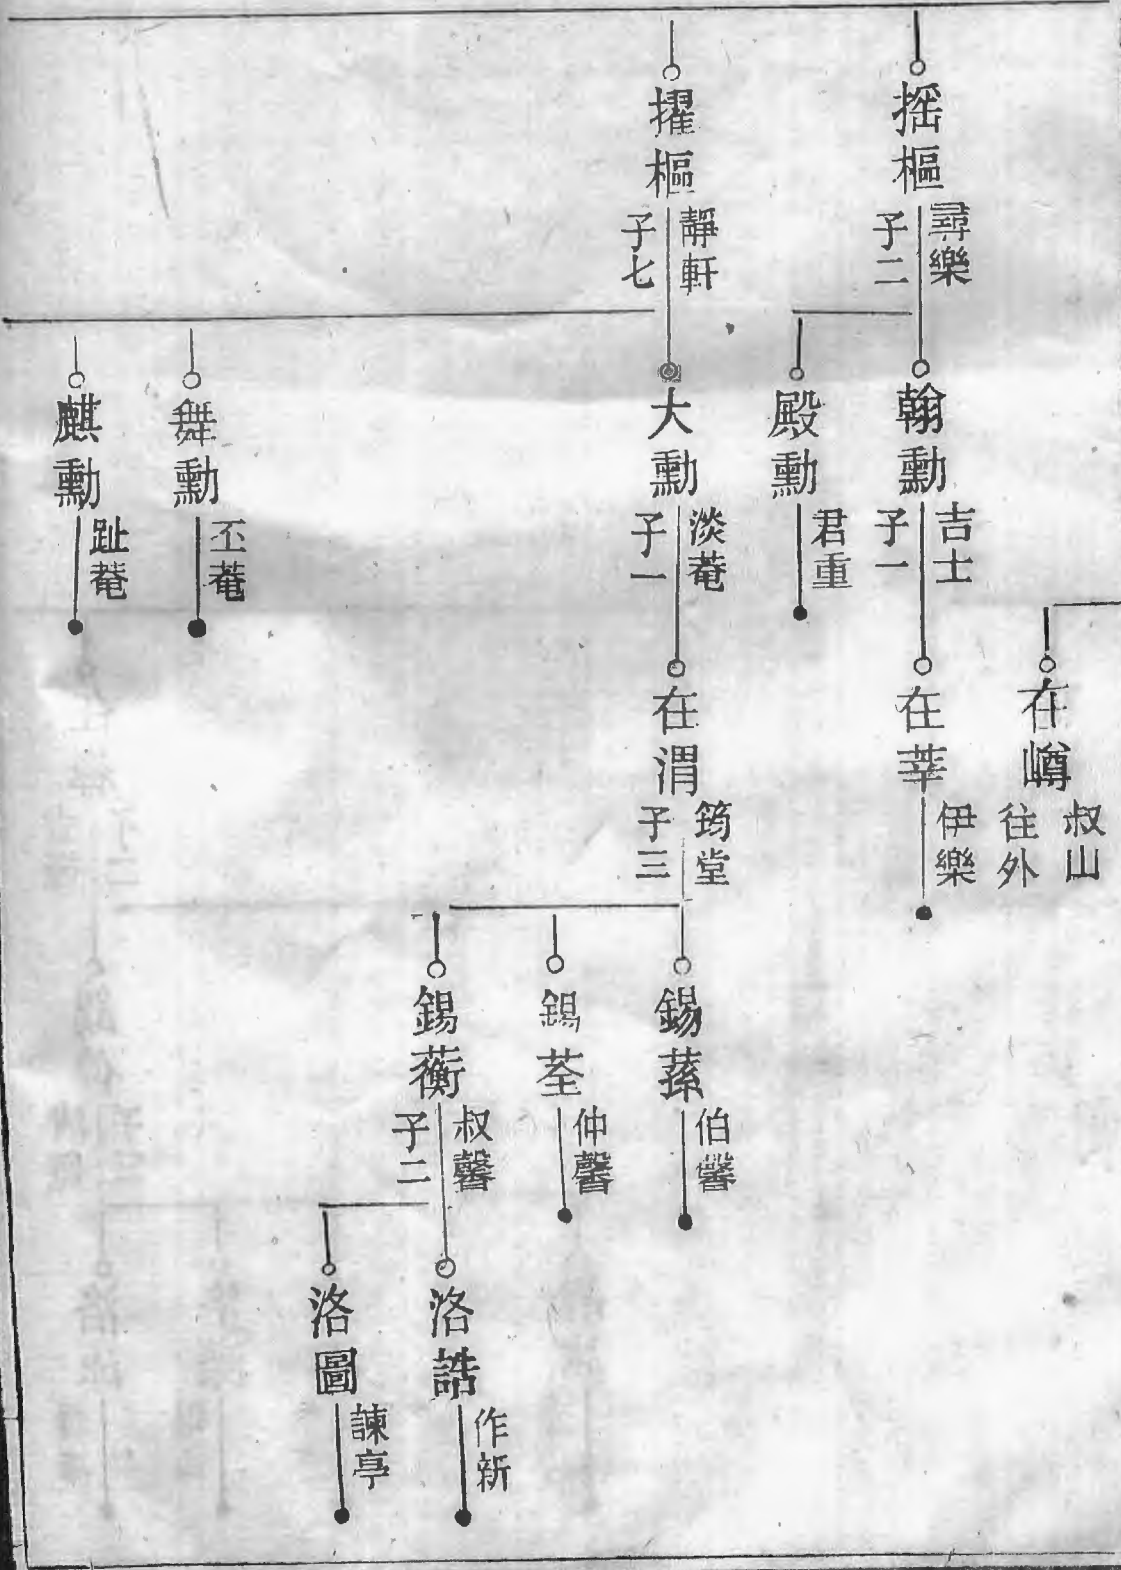 搖樞
尋樂
子二
擢樞
靜軒
子七
翰勳
吉士
子一
殿勳
君重
大勳
淡菴
子一
舞勳
丕菴
麒勳
趾菴
在嶟
叔山
往外
在莘
伊樂
在渭
筠堂
子三
錫蓀
伯馨
錫荃
仲馨
錫蘅
叔馨
子二
洛誥
作新
洛圖
諫亭